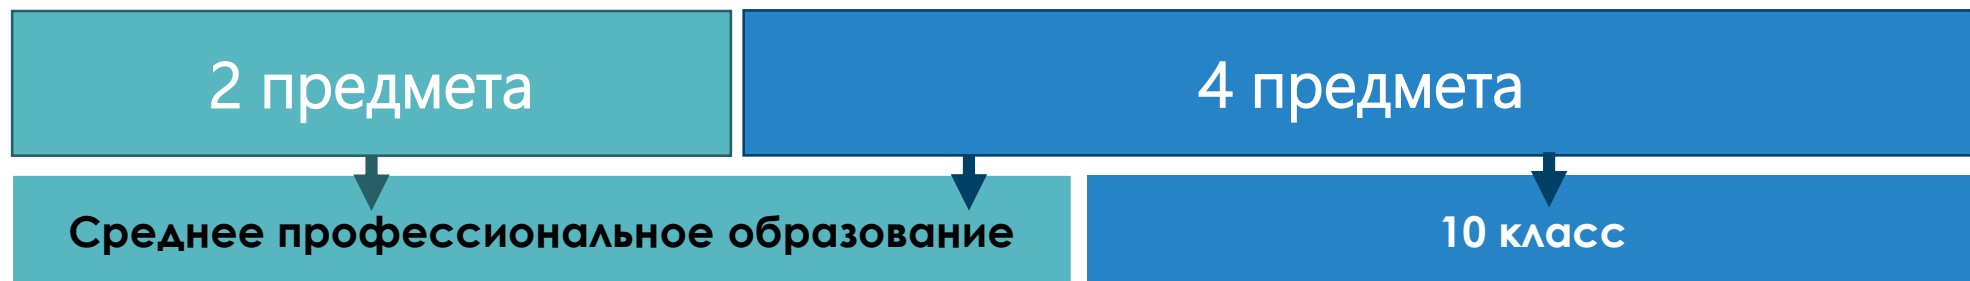 2 предмета
4 предмета
Среднее профессиональное образование
10 класс